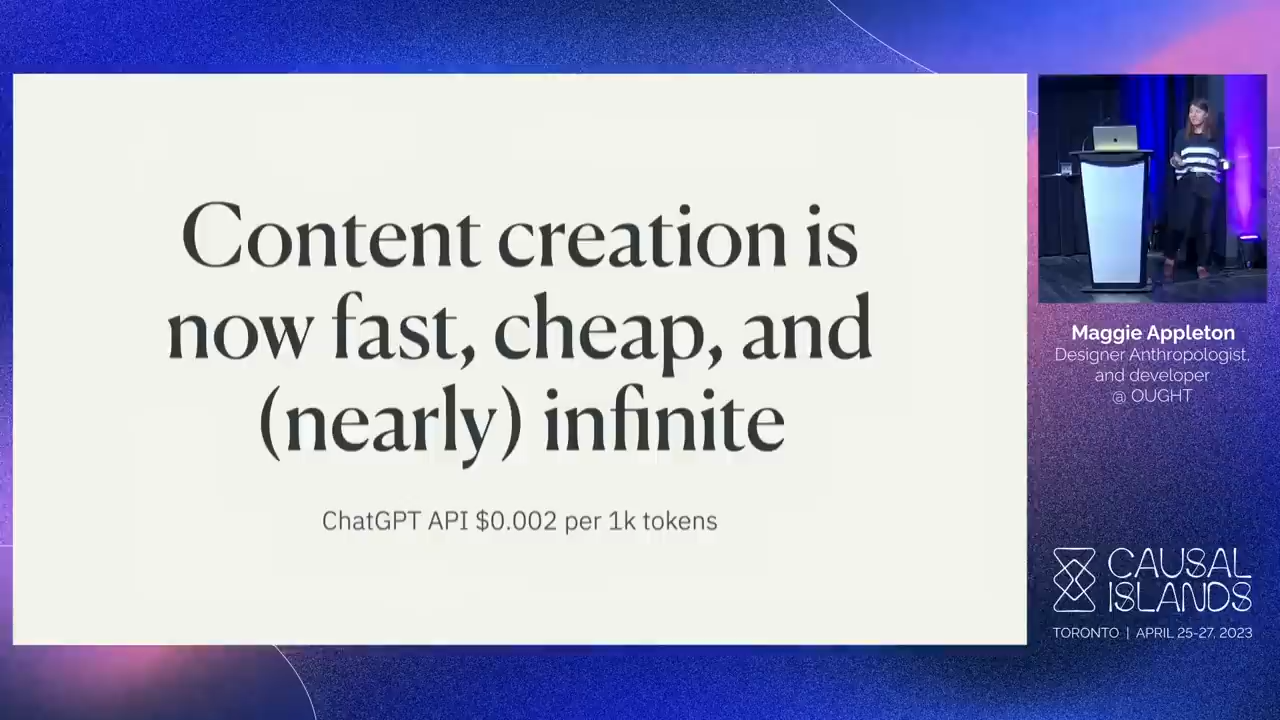 Content creation is
now fast, cheap, and
(nearly) infinite
ChatGPT API $0.002 per 1k tokens
Maggie Appleton
Designer Anthropologist,
and developer
@ OUGHT
CAUSAL
ISLANDS
TORONTO | APRIL 25-27, 2023